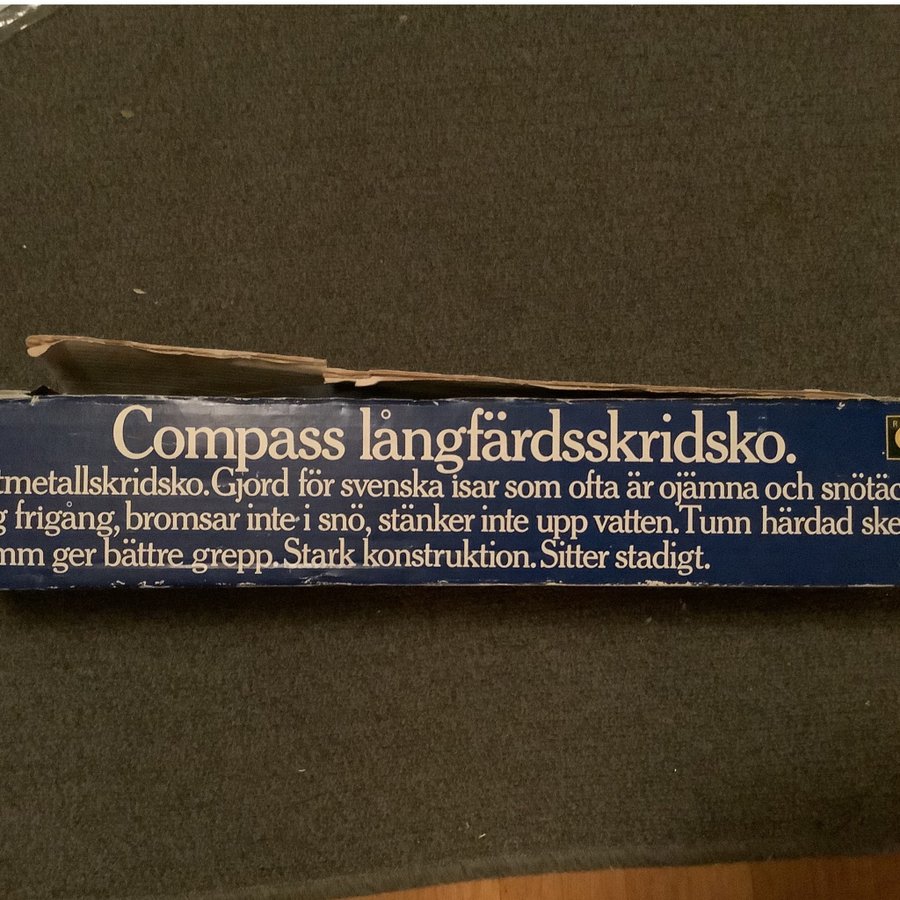 Compass långfärdsskridsko.
tmetallskridsko. Gjord för svenska isar som ofta är ojämna och snötäc
g frigång, bromsar inte i snö, stänker inte upp vatten. Tunn härdad ske
mm ger bättre grepp. Stark konstruktion. Sitter stadigt.